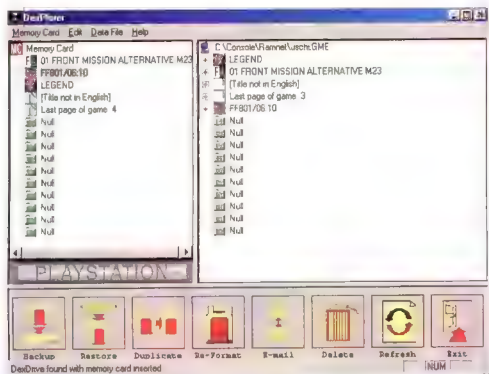 DexPlorer
Memory Card Edit Data File Help
Memory Card
01 FRONT MISSION ALTERNATIVE M23
FF801/06:10
LEGEND
[Title not in English]
Last page of game 4
Null
Null
Null
Null
Null
Null
Null
Null
Null
Null
PLAYSTATION
LEGEND
01 FRONT MISSION ALTERNATIVE M23
[Title not in English]
Last page of game 3
FF801/06:10
Null
Null
Null
Null
Null
Null
Null
Null
Null
Backup Restore Duplicate Re-Format E-mail Delete Refresh Exit
DexDrive found with memory card inserted NUM